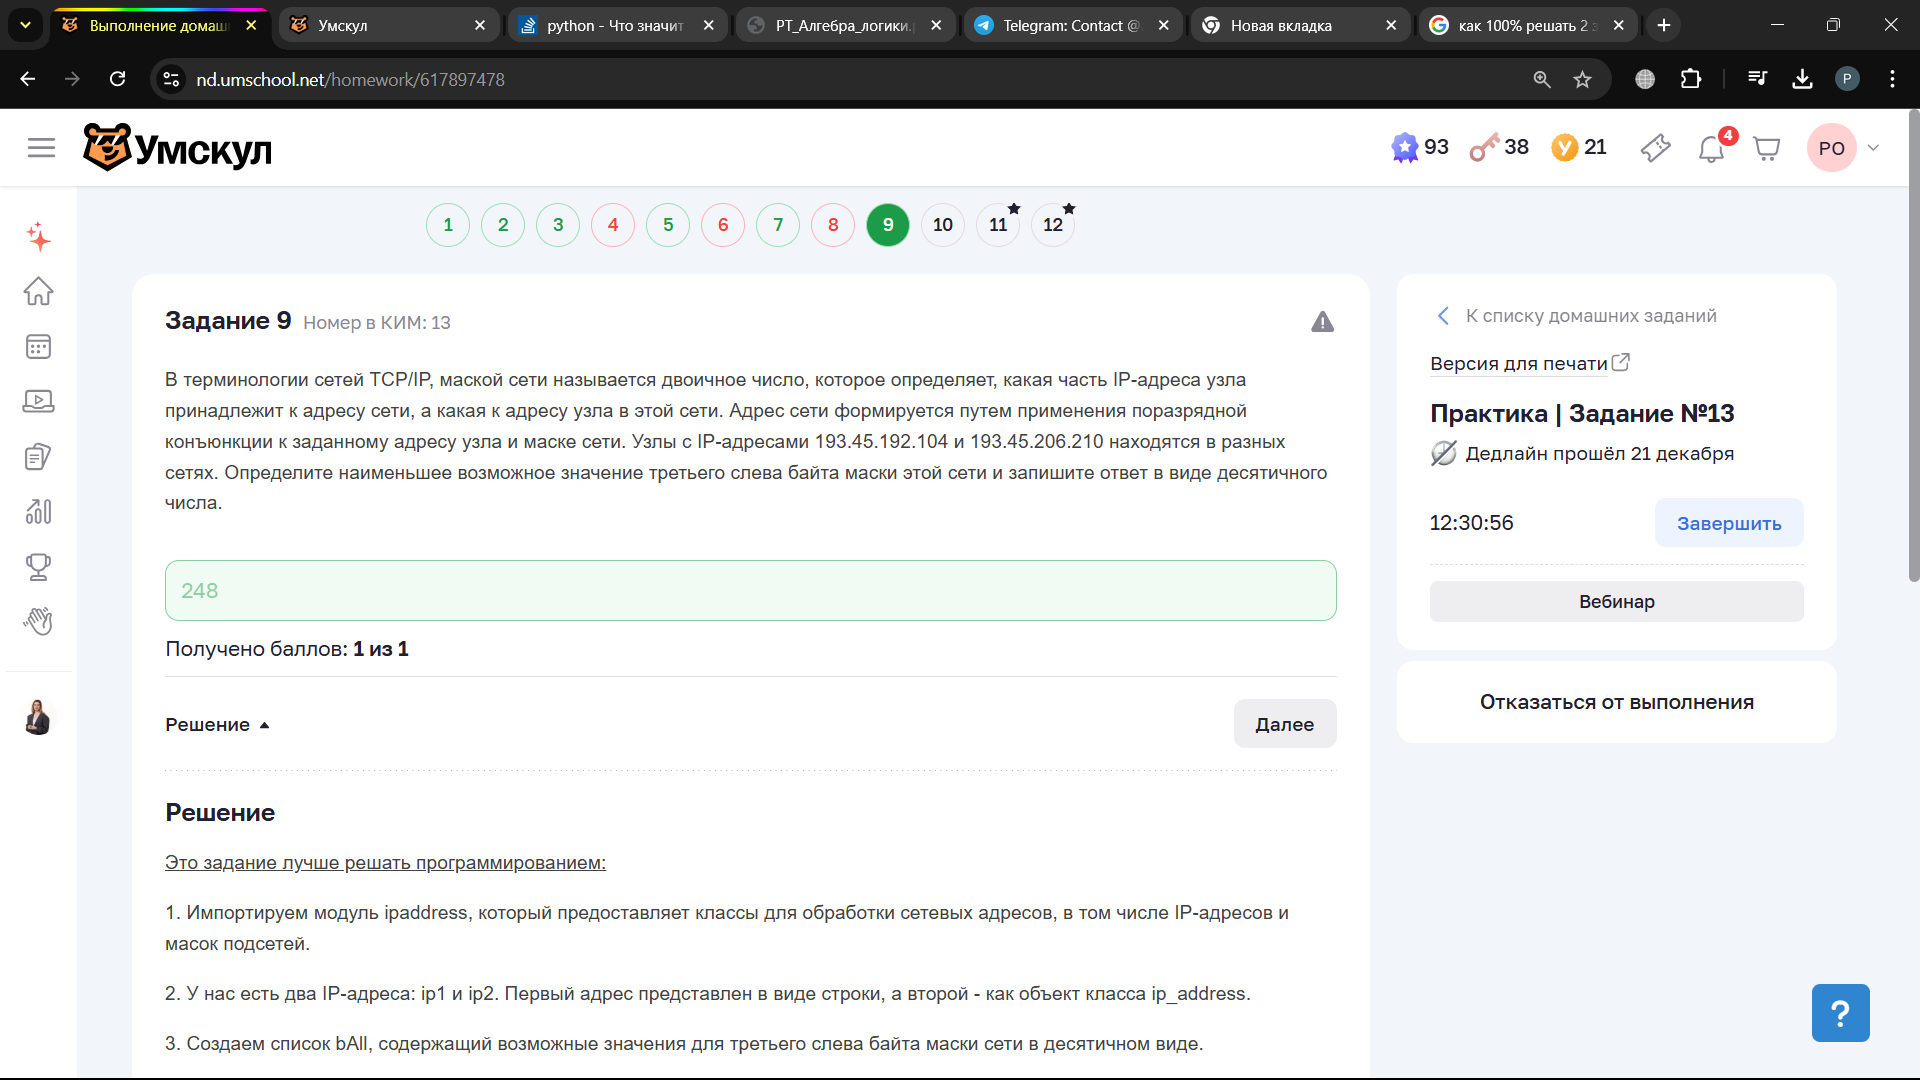 Выполнение домаш
Умскул
python - Что значит
РТ_Алгебра_логики.
Telegram: Contact @
Новая вкладка
как 100% решать 2 з
nd.umschool.net/homework/617897478
P
Умскул
93
38
21
4
РО
1
2
3
4
5
6
7
8
9
10
11
12
Задание 9 Номер в КИМ: 13
В терминологии сетей TCP/IP, маской сети называется двоичное число, которое определяет, какая часть IP-адреса узла
принадлежит к адресу сети, а какая к адресу узла в этой сети. Адрес сети формируется путем применения поразрядной
конъюнкции к заданному адресу узла и маске сети. Узлы с IP-адресами 193.45.192.104 и 193.45.206.210 находятся в разных
сетях. Определите наименьшее возможное значение третьего слева байта маски этой сети и запишите ответ в виде десятичного
числа.
248
Получено баллов: 1 из 1
Решение
Далее
Решение
Это задание лучше решать программированием:
1. Импортируем модуль ipaddress, который предоставляет классы для обработки сетевых адресов, в том числе IP-адресов и
масок подсетей.
2. У нас есть два IP-адреса: ip1 и ip2. Первый адрес представлен в виде строки, а второй - как объект класса ip_address.
3. Создаем список bAll, содержащий возможные значения для третьего слева байта маски сети в десятичном виде.
К списку домашних заданий
Версия для печати
Практика | Задание №13
Дедлайн прошёл 21 декабря
12:30:56
Завершить
Вебинар
Отказаться от выполнения
?